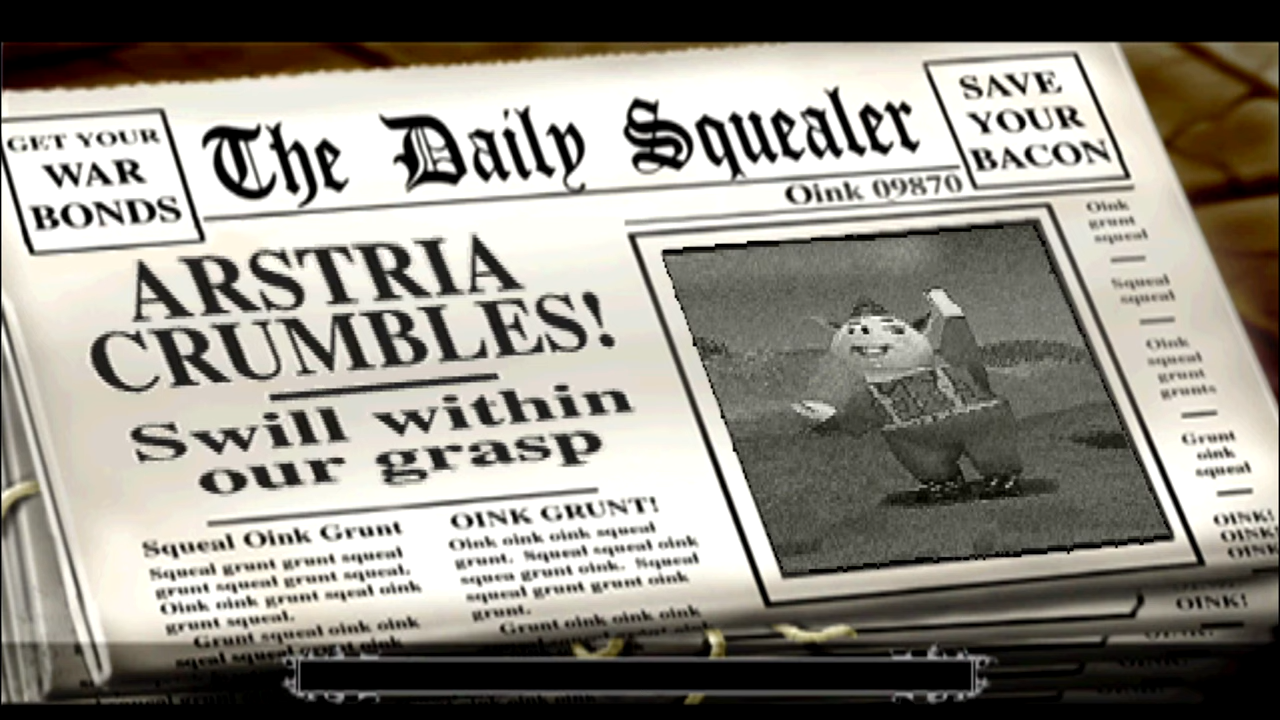 GET YOUR
WAR
BONDS
The Daily Squealer
SAVE
YOUR
BACON
Oink 09870
ARSTRIA
CRUMBLES!
Swill within
our grasp
Squeal Oink Grunt
Squeal grunt grunt squeal
grunt squeal grunt squeal.
Oink oink grunt sqeal oink
grunt squeal.
Grunt squeal oink oink
OINK GRUNT!
Oink oink oink squeal
grunt. Squeal squeal oink
squea grunt oink. Squeal
squeal grunt grunt oink
grunt.
Grunt oink oink oink
Oink
grunt
squeal
Squeal
squeal
Oink
squeal
grunt
grunts
Grunt
oink
squeal
OINK!
OINK
OINK
OINK!